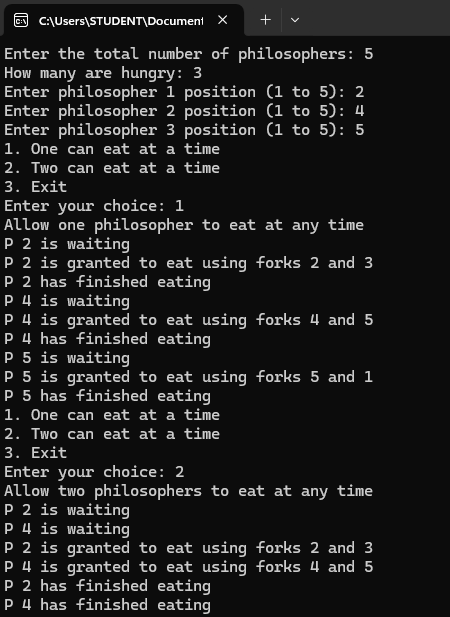 C:\Users\STUDENT\Document
Enter the total number of philosophers: 5
How many are hungry: 3
Enter philosopher 1 position (1 to 5): 2
Enter philosopher 2 position (1 to 5): 4
Enter philosopher 3 position (1 to 5): 5
1. One can eat at a time
2. Two can eat at a time
3. Exit
Enter your choice: 1
Allow one philosopher to eat at any time
P 2 is waiting
P 2 is granted to eat using forks 2 and 3
P 2 has finished eating
P 4 is waiting
P 4 is granted to eat using forks 4 and 5
P 4 has finished eating
P 5 is waiting
P 5 is granted to eat using forks 5 and 1
P 5 has finished eating
1. One can eat at a time
2. Two can eat at a time
3. Exit
Enter your choice: 2
Allow two philosophers to eat at any time
P 2 is waiting
P 4 is waiting
P 2 is granted to eat using forks 2 and 3
P 4 is granted to eat using forks 4 and 5
P 2 has finished eating
P 4 has finished eating